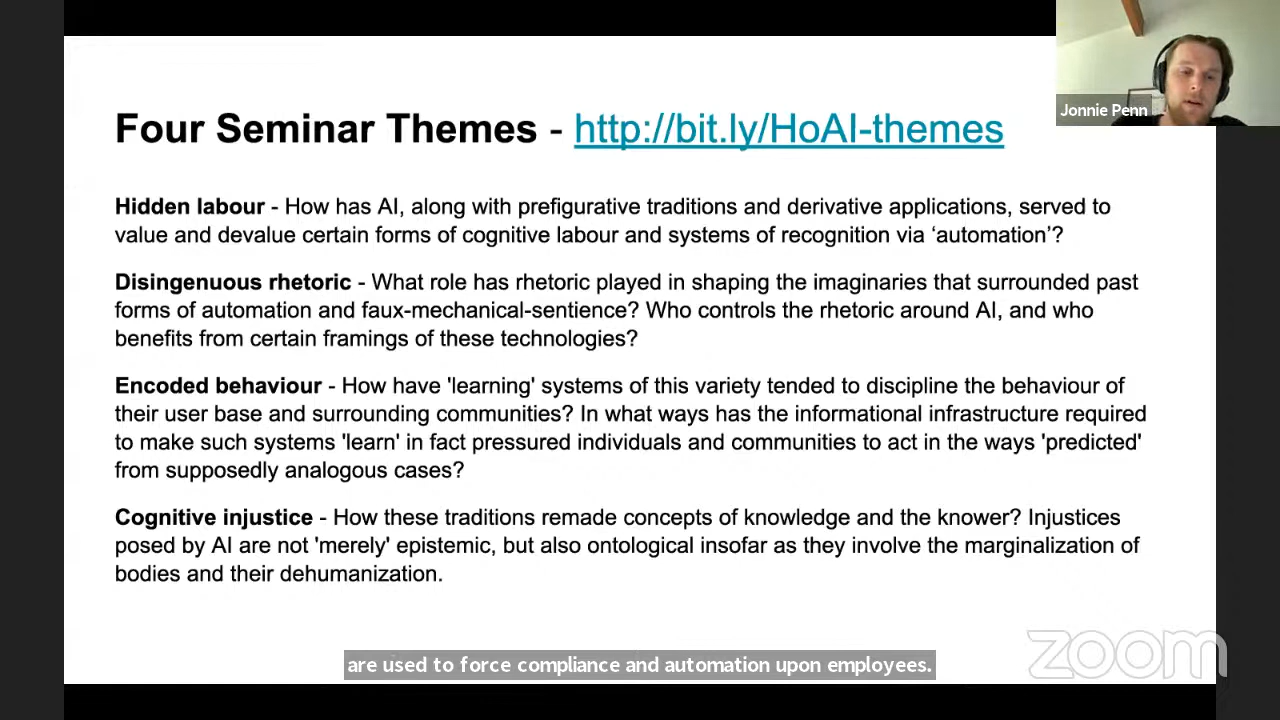 Jonnie Penn
Four Seminar Themes - http://bit.ly/HoAI-themes
Hidden labour - How has AI, along with prefigurative traditions and derivative applications, served to
value and devalue certain forms of cognitive labour and systems of recognition via ‘automation’?
Disingenuous rhetoric - What role has rhetoric played in shaping the imaginaries that surrounded past
forms of automation and faux-mechanical-sentience? Who controls the rhetoric around AI, and who
benefits from certain framings of these technologies?
Encoded behaviour - How have 'learning' systems of this variety tended to discipline the behaviour of
their user base and surrounding communities? In what ways has the informational infrastructure required
to make such systems 'learn' in fact pressured individuals and communities to act in the ways 'predicted'
from supposedly analogous cases?
Cognitive injustice - How these traditions remade concepts of knowledge and the knower? Injustices
posed by AI are not 'merely' epistemic, but also ontological insofar as they involve the marginalization of
bodies and their dehumanization.
are used to force compliance and automation upon employees.
zoom